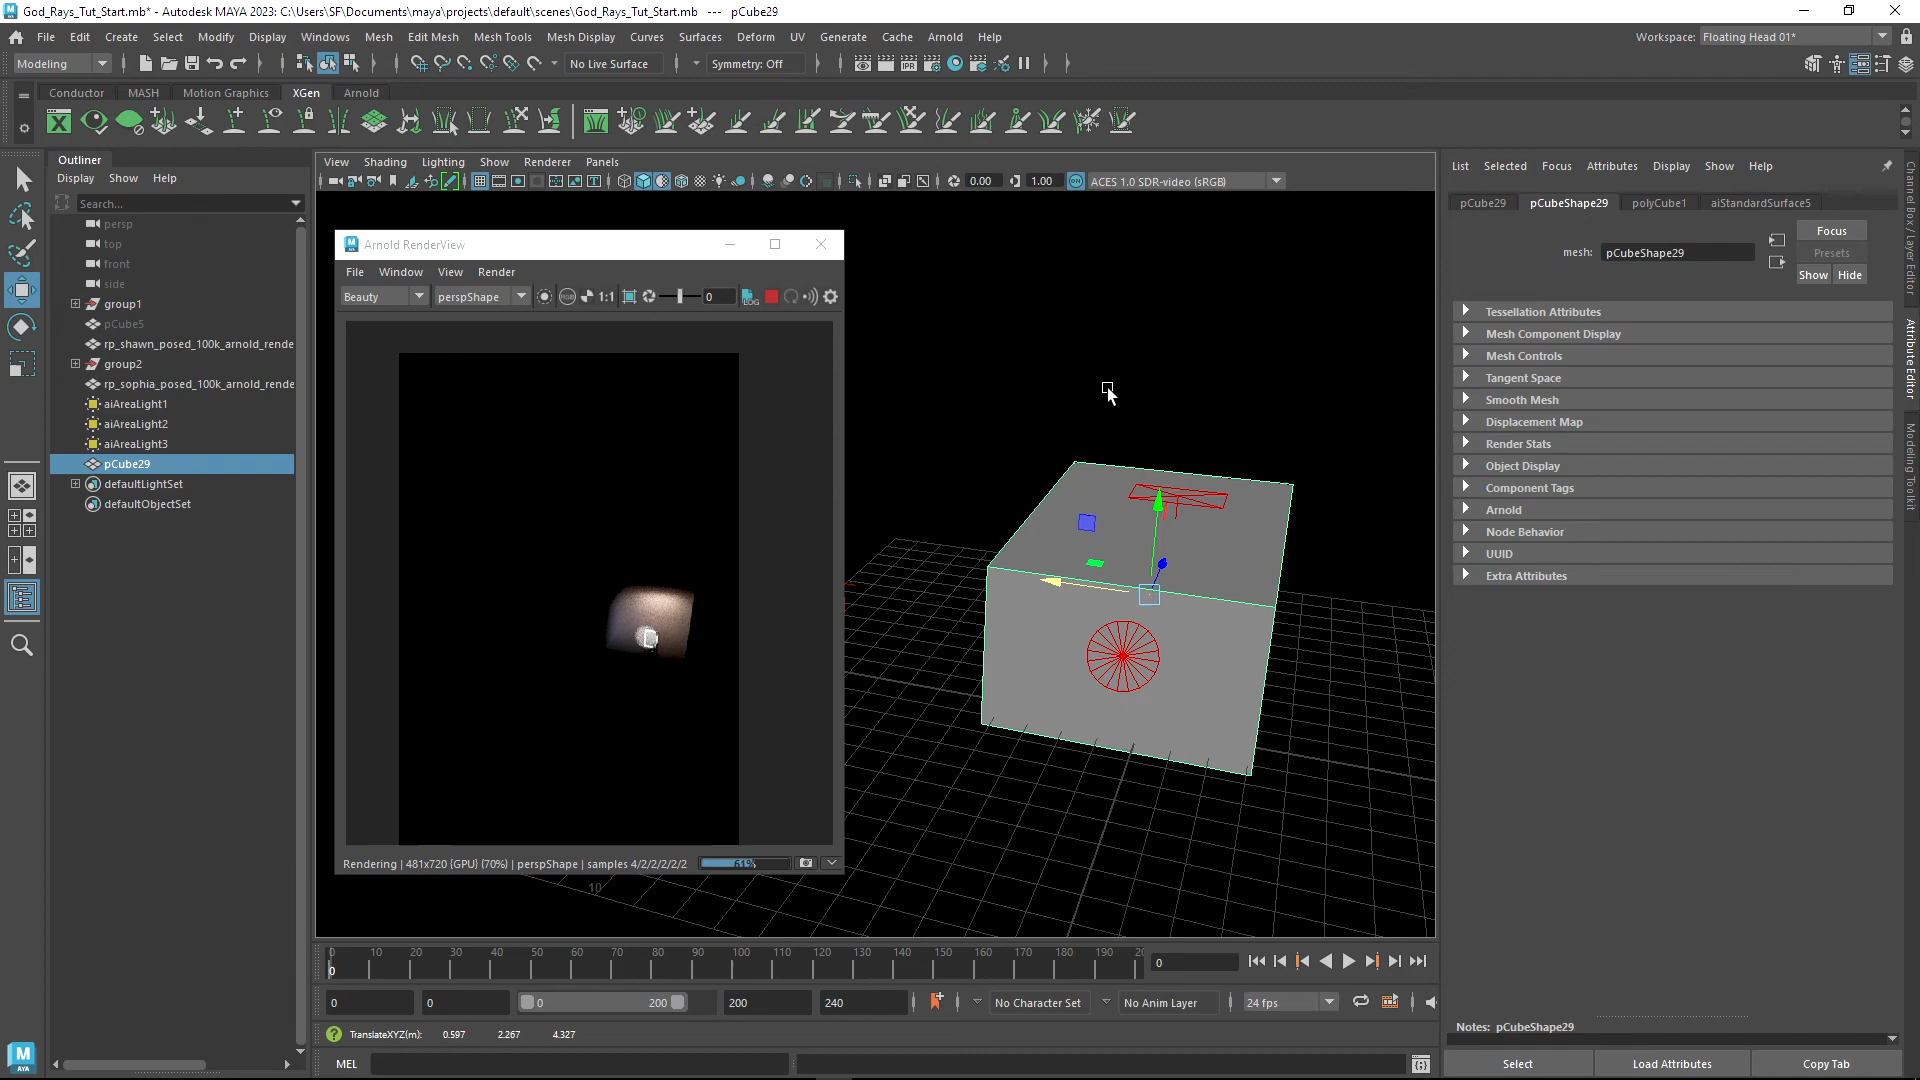 God_Rays_Tut_Start.mb* - Autodesk MAYA 2023: C:\Users\SF\Documents\maya\projects\default\scenes\God_Rays_Tut_Start.mb --- pCube29
File Edit Create Select Modify Display Windows Mesh Edit Mesh Mesh Tools Mesh Display Curves Surfaces Deform UV Generate Cache Arnold Help Workspace: Floating Head 01*
Modeling No Live Surface Symmetry: Off
Conductor MASH Motion Graphics XGen Arnold
Outliner
Display Show Help
Search...
persp
top
front
side
group1
pCube5
rp_shawn_posed_100k_arnold_rende
group2
rp_sophia_posed_100k_arnold_rende
aiAreaLight1
aiAreaLight2
aiAreaLight3
pCube29
defaultLightSet
defaultObjectSet
View Shading Lighting Show Renderer Panels
0.00 1.00 ACES 1.0 SDR-video (sRGB)
Arnold RenderView
File Window View Render
Beauty perspShape 1:1 0
Rendering | 481x720 {GPU} (70%) | perspShape | samples 4/2/2/2/2/2 61%
10
List Selected Focus Attributes Display Show Help
pCube29 pCubeShape29 polyCube1 aiStandardSurface5
Focus
mesh: pCubeShape29
Presets
Show Hide
Tessellation Attributes
Mesh Component Display
Mesh Controls
Tangent Space
Smooth Mesh
Displacement Map
Render Stats
Object Display
Component Tags
Arnold
Node Behavior
UUID
Extra Attributes
Notes: pCubeShape29
Select Load Attributes Copy Tab
Channel Box / Layer Editor
Attribute Editor
Modeling Toolkit
0 10 20 30 40 50 60 70 80 90 100 110 120 130 140 150 160 170 180 190 20
0
0
0 0 0 200 200 240 No Character Set No Anim Layer 24 fps
TranslateXYZ(m): 0.597 2.267 4.327
MEL
M
AYA